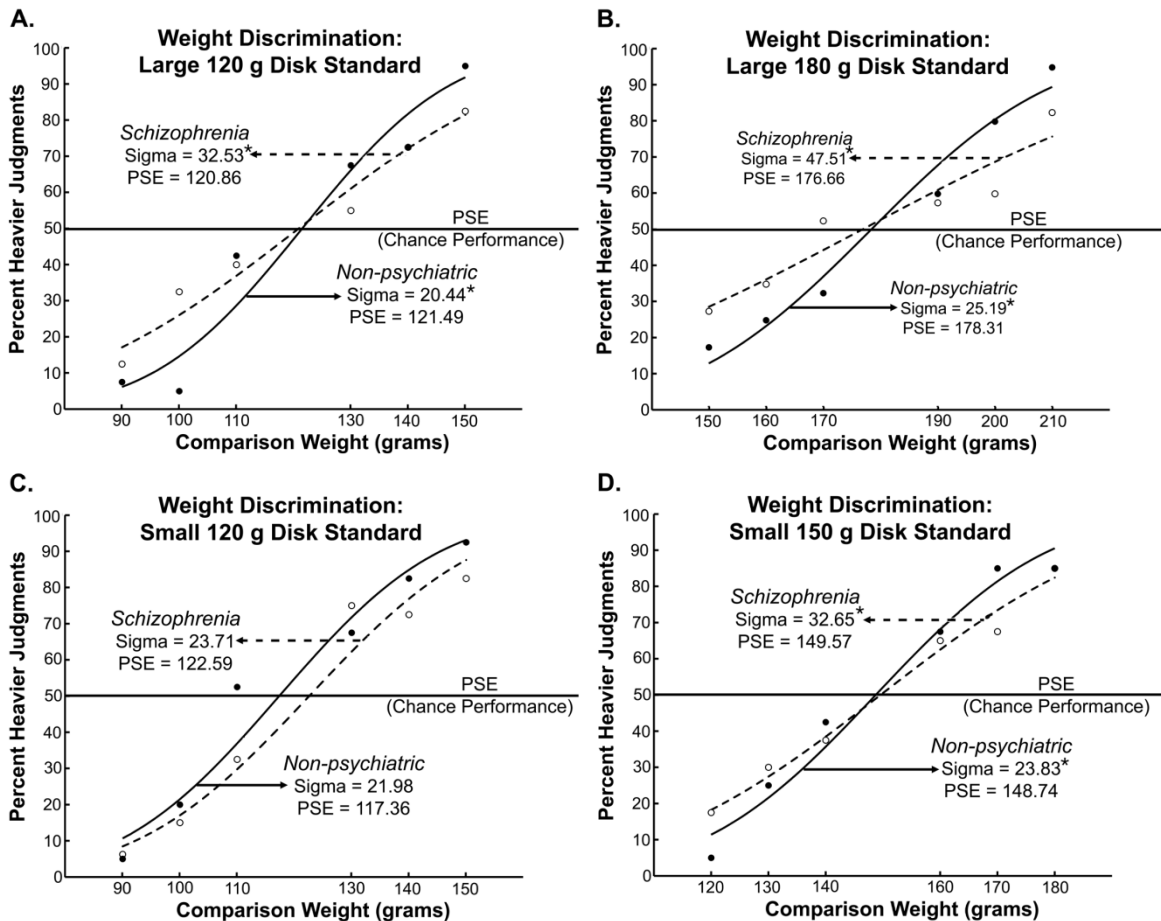 A.
Weight Discrimination:
Large 120 g Disk Standard
Percent Heavier Judgments
100
90
80
70
60
50
40
30
20
10
0
Schizophrenia
Sigma = 32.53*
PSE = 120.86
PSE
(Chance Performance)
Non-psychiatric
Sigma = 20.44*
PSE = 121.49
90 100 110 130 140 150
Comparison Weight (grams)
B.
Weight Discrimination:
Large 180 g Disk Standard
Percent Heavier Judgments
100
90
80
70
60
50
40
30
20
10
0
Schizophrenia
Sigma = 47.51*
PSE = 176.66
PSE
(Chance Performance)
Non-psychiatric
Sigma = 25.19*
PSE = 178.31
150 160 170 190 200 210
Comparison Weight (grams)
C.
Weight Discrimination:
Small 120 g Disk Standard
Percent Heavier Judgments
100
90
80
70
60
50
40
30
20
10
0
Schizophrenia
Sigma = 23.71
PSE = 122.59
PSE
(Chance Performance)
Non-psychiatric
Sigma = 21.98
PSE = 117.36
90 100 110 130 140 150
Comparison Weight (grams)
D.
Weight Discrimination:
Small 150 g Disk Standard
Percent Heavier Judgments
100
90
80
70
60
50
40
30
20
10
0
Schizophrenia
Sigma = 32.65*
PSE = 149.57
PSE
(Chance Performance)
Non-psychiatric
Sigma = 23.83*
PSE = 148.74
120 130 140 160 170 180
Comparison Weight (grams)